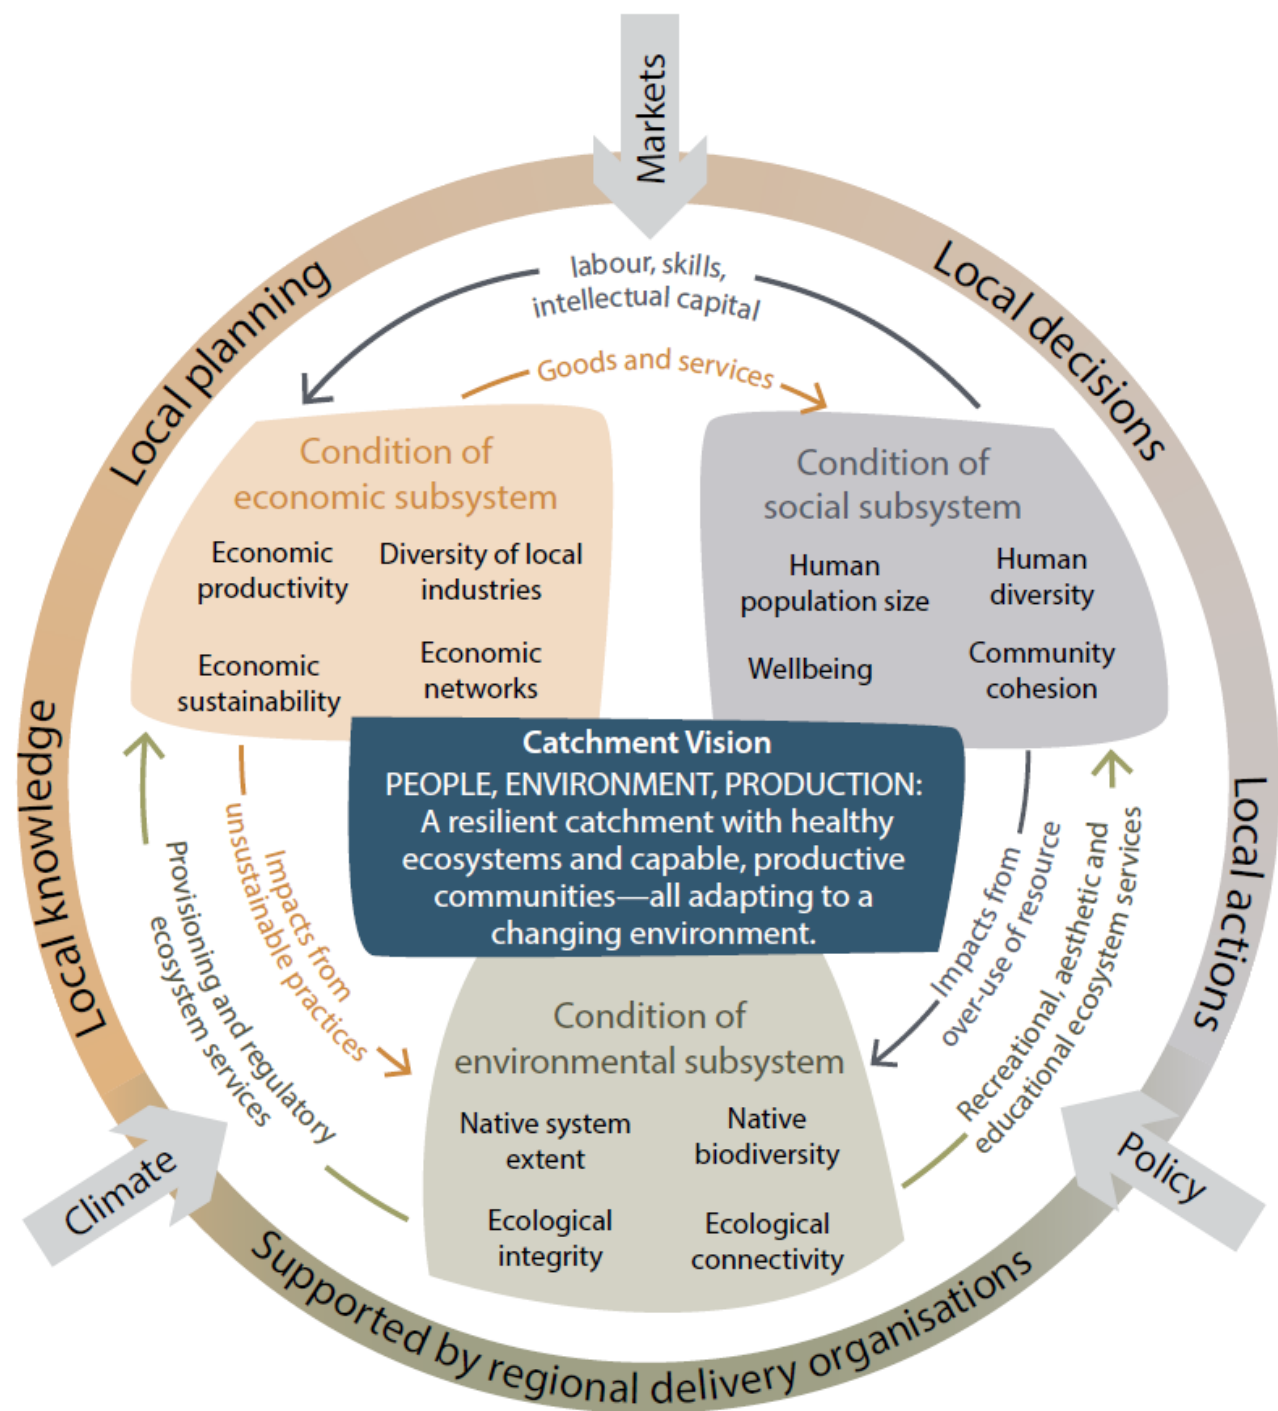 Markets
Local planning
Local decisions
labour, skills,
intellectual capital
Goods and services
Condition of
economic subsystem
Economic
productivity
Diversity of local
industries
Economic
sustainability
Economic
networks
Condition of
social subsystem
Human
population size
Human
diversity
Wellbeing
Community
cohesion
Catchment Vision
PEOPLE, ENVIRONMENT, PRODUCTION:
A resilient catchment with healthy
ecosystems and capable, productive
communities—all adapting to a
changing environment.
Local knowledge
Local actions
Provisioning and regulatory
ecosystem services
Impacts from
unsustainable practices
Impacts from
over-use of resource
Recreational, aesthetic and
educational ecosystem services
Condition of
environmental subsystem
Native system
extent
Native
biodiversity
Ecological
integrity
Ecological
connectivity
Climate
Policy
Supported by regional delivery organisations